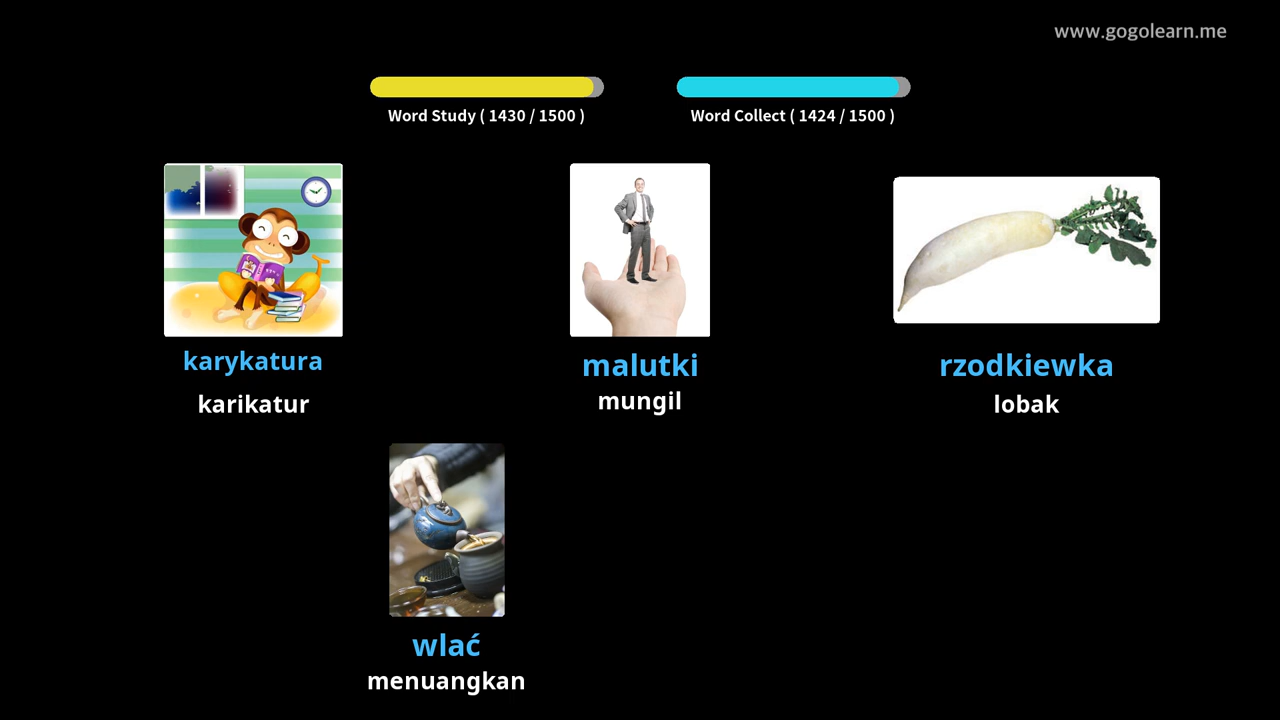 www.gogolearn.me
Word Study ( 1430 / 1500 )
Word Collect ( 1424 / 1500 )
karykatura
karikatur
malutki
mungil
rzodkiewka
lobak
wlać
menuangkan